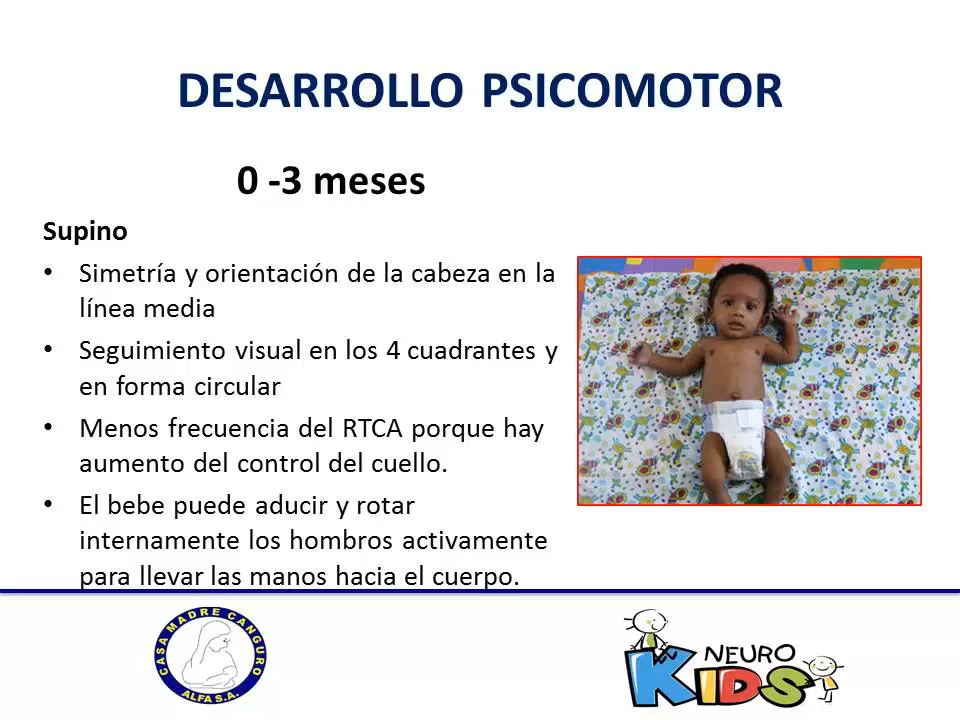 DESARROLLO PSICOMOTOR
0 -3 meses
Supino
• Simetría y orientación de la cabeza en la
línea media
• Seguimiento visual en los 4 cuadrantes y
en forma circular
• Menos frecuencia del RTCA porque hay
aumento del control del cuello.
• El bebe puede aducir y rotar
internamente los hombros activamente
para llevar las manos hacia el cuerpo.
CASA MADRE CANGURO
ALFA S.A.
NEURO
KIDS